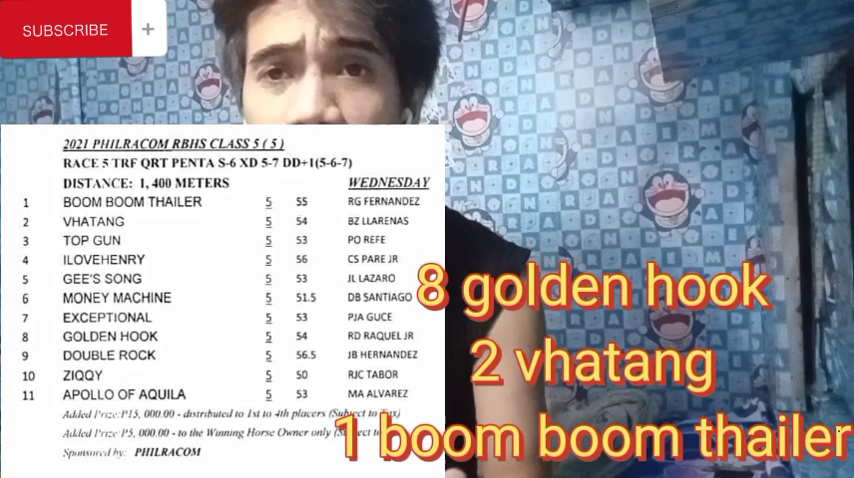 SUBSCRIBE +
2021 PHILRACOM RBHS CLASS 5 ( 5 )
RACE 5 TRF QRT PENTA S-6 XD 5-7 DD+1(5-6-7)
DISTANCE: 1, 400 METERS WEDNESDAY
1 BOOM BOOM THAILER 5 55 RG FERNANDEZ
2 VHATANG 5 54 BZ LLARENAS
3 TOP GUN 5 53 PO REFE
4 ILOVEHENRY 5 56 CS PARE JR
5 GEE'S SONG 5 53 JL LAZARO
6 MONEY MACHINE 5 51.5 DB SANTIAGO
7 EXCEPTIONAL 5 53 PJA GUCE
8 GOLDEN HOOK 5 54 RD RAQUEL JR
9 DOUBLE ROCK 5 56.5 JB HERNANDEZ
10 ZIQQY 5 50 RJC TABOR
11 APOLLO OF AQUILA 5 53 MA ALVAREZ
Added Prize:P15, 000.00 - distributed to 1st to 4th placers (Subject to Tax)
Added Prize:P5, 000.00 - to the Winning Horse Owner only (Subject to
Sponsored by: PHILRACOM
8 golden hook
2 vhatang
1 boom boom thailer